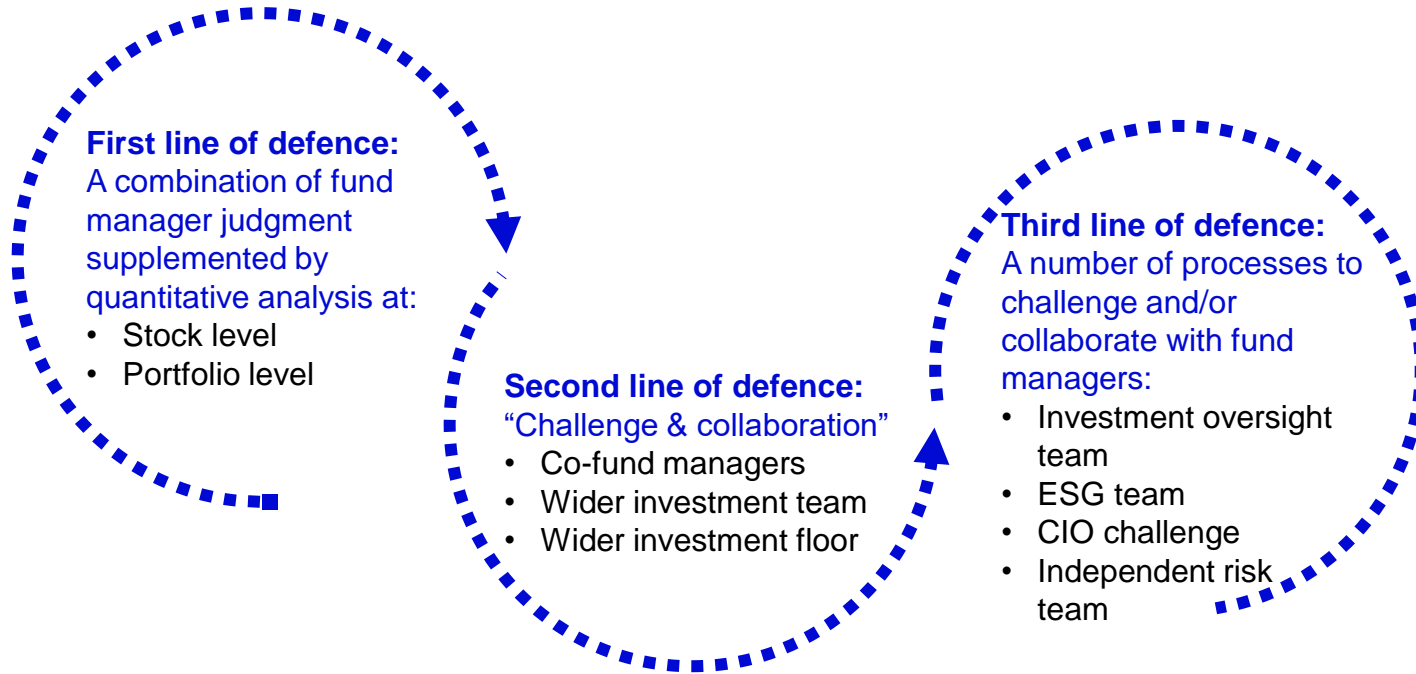 First line of defence:
A combination of fund
manager judgment
supplemented by
quantitative analysis at:
• Stock level
• Portfolio level
Second line of defence:
“Challenge & collaboration”
• Co-fund managers
• Wider investment team
• Wider investment floor
Third line of defence:
A number of processes to
challenge and/or
collaborate with fund
managers:
• Investment oversight
team
• ESG team
• CIO challenge
• Independent risk
team